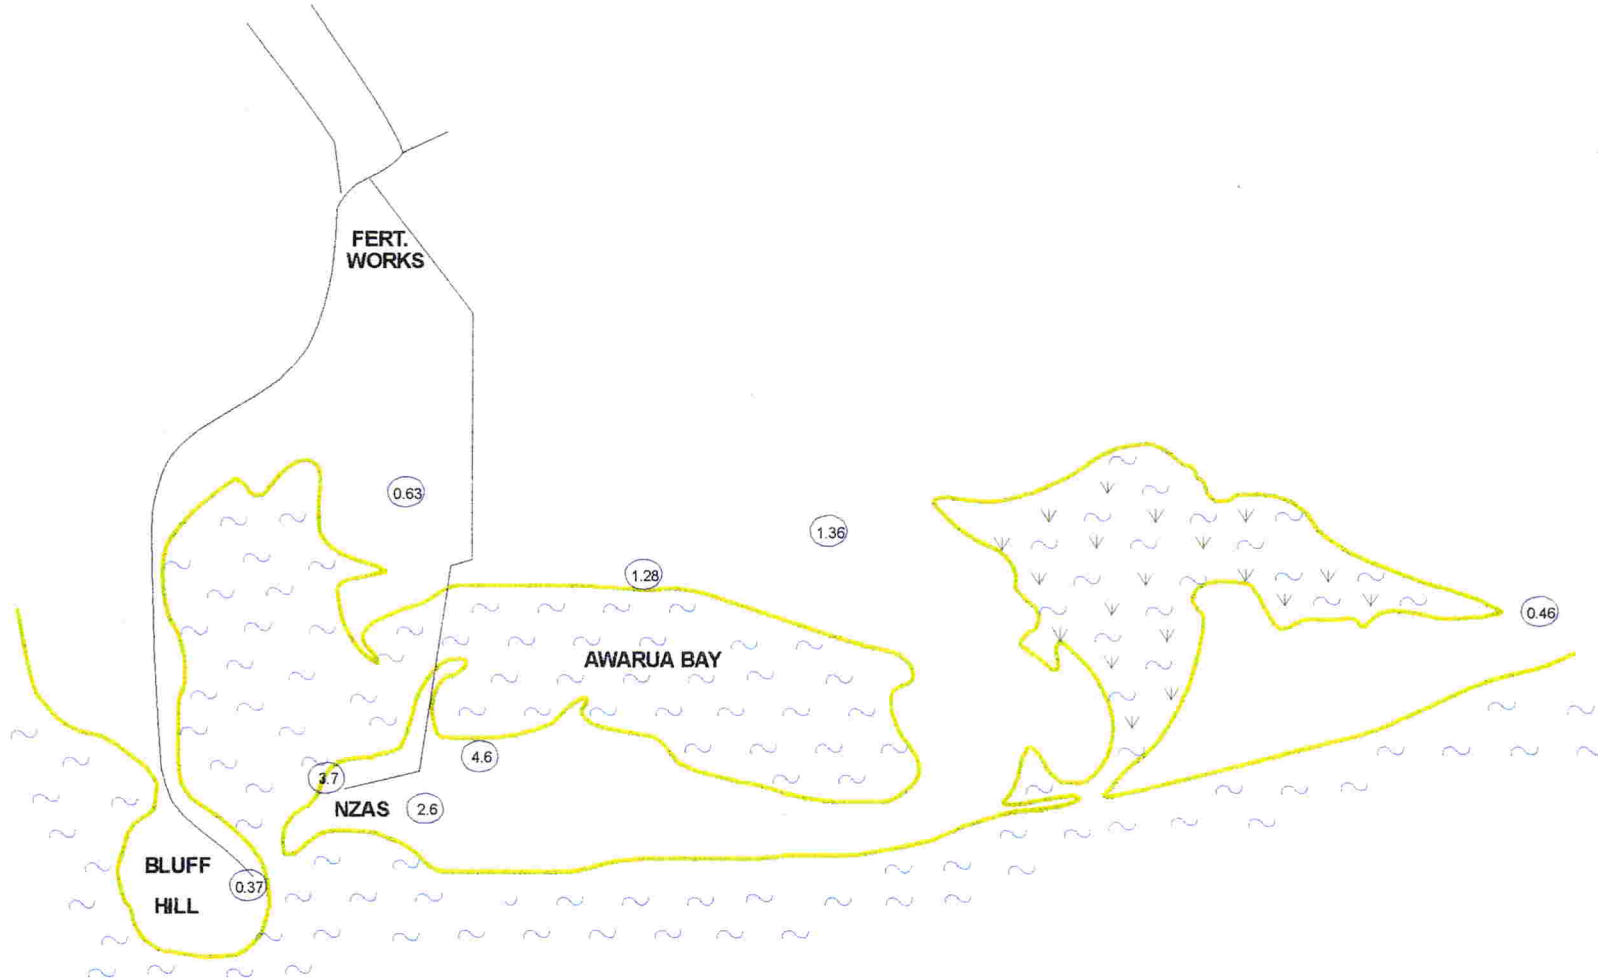 FERT.
WORKS
0.63
1.36
1.28
0.46
AWARUA BAY
4.6
3.7
NZAS
2.6
BLUFF
HILL
0.37